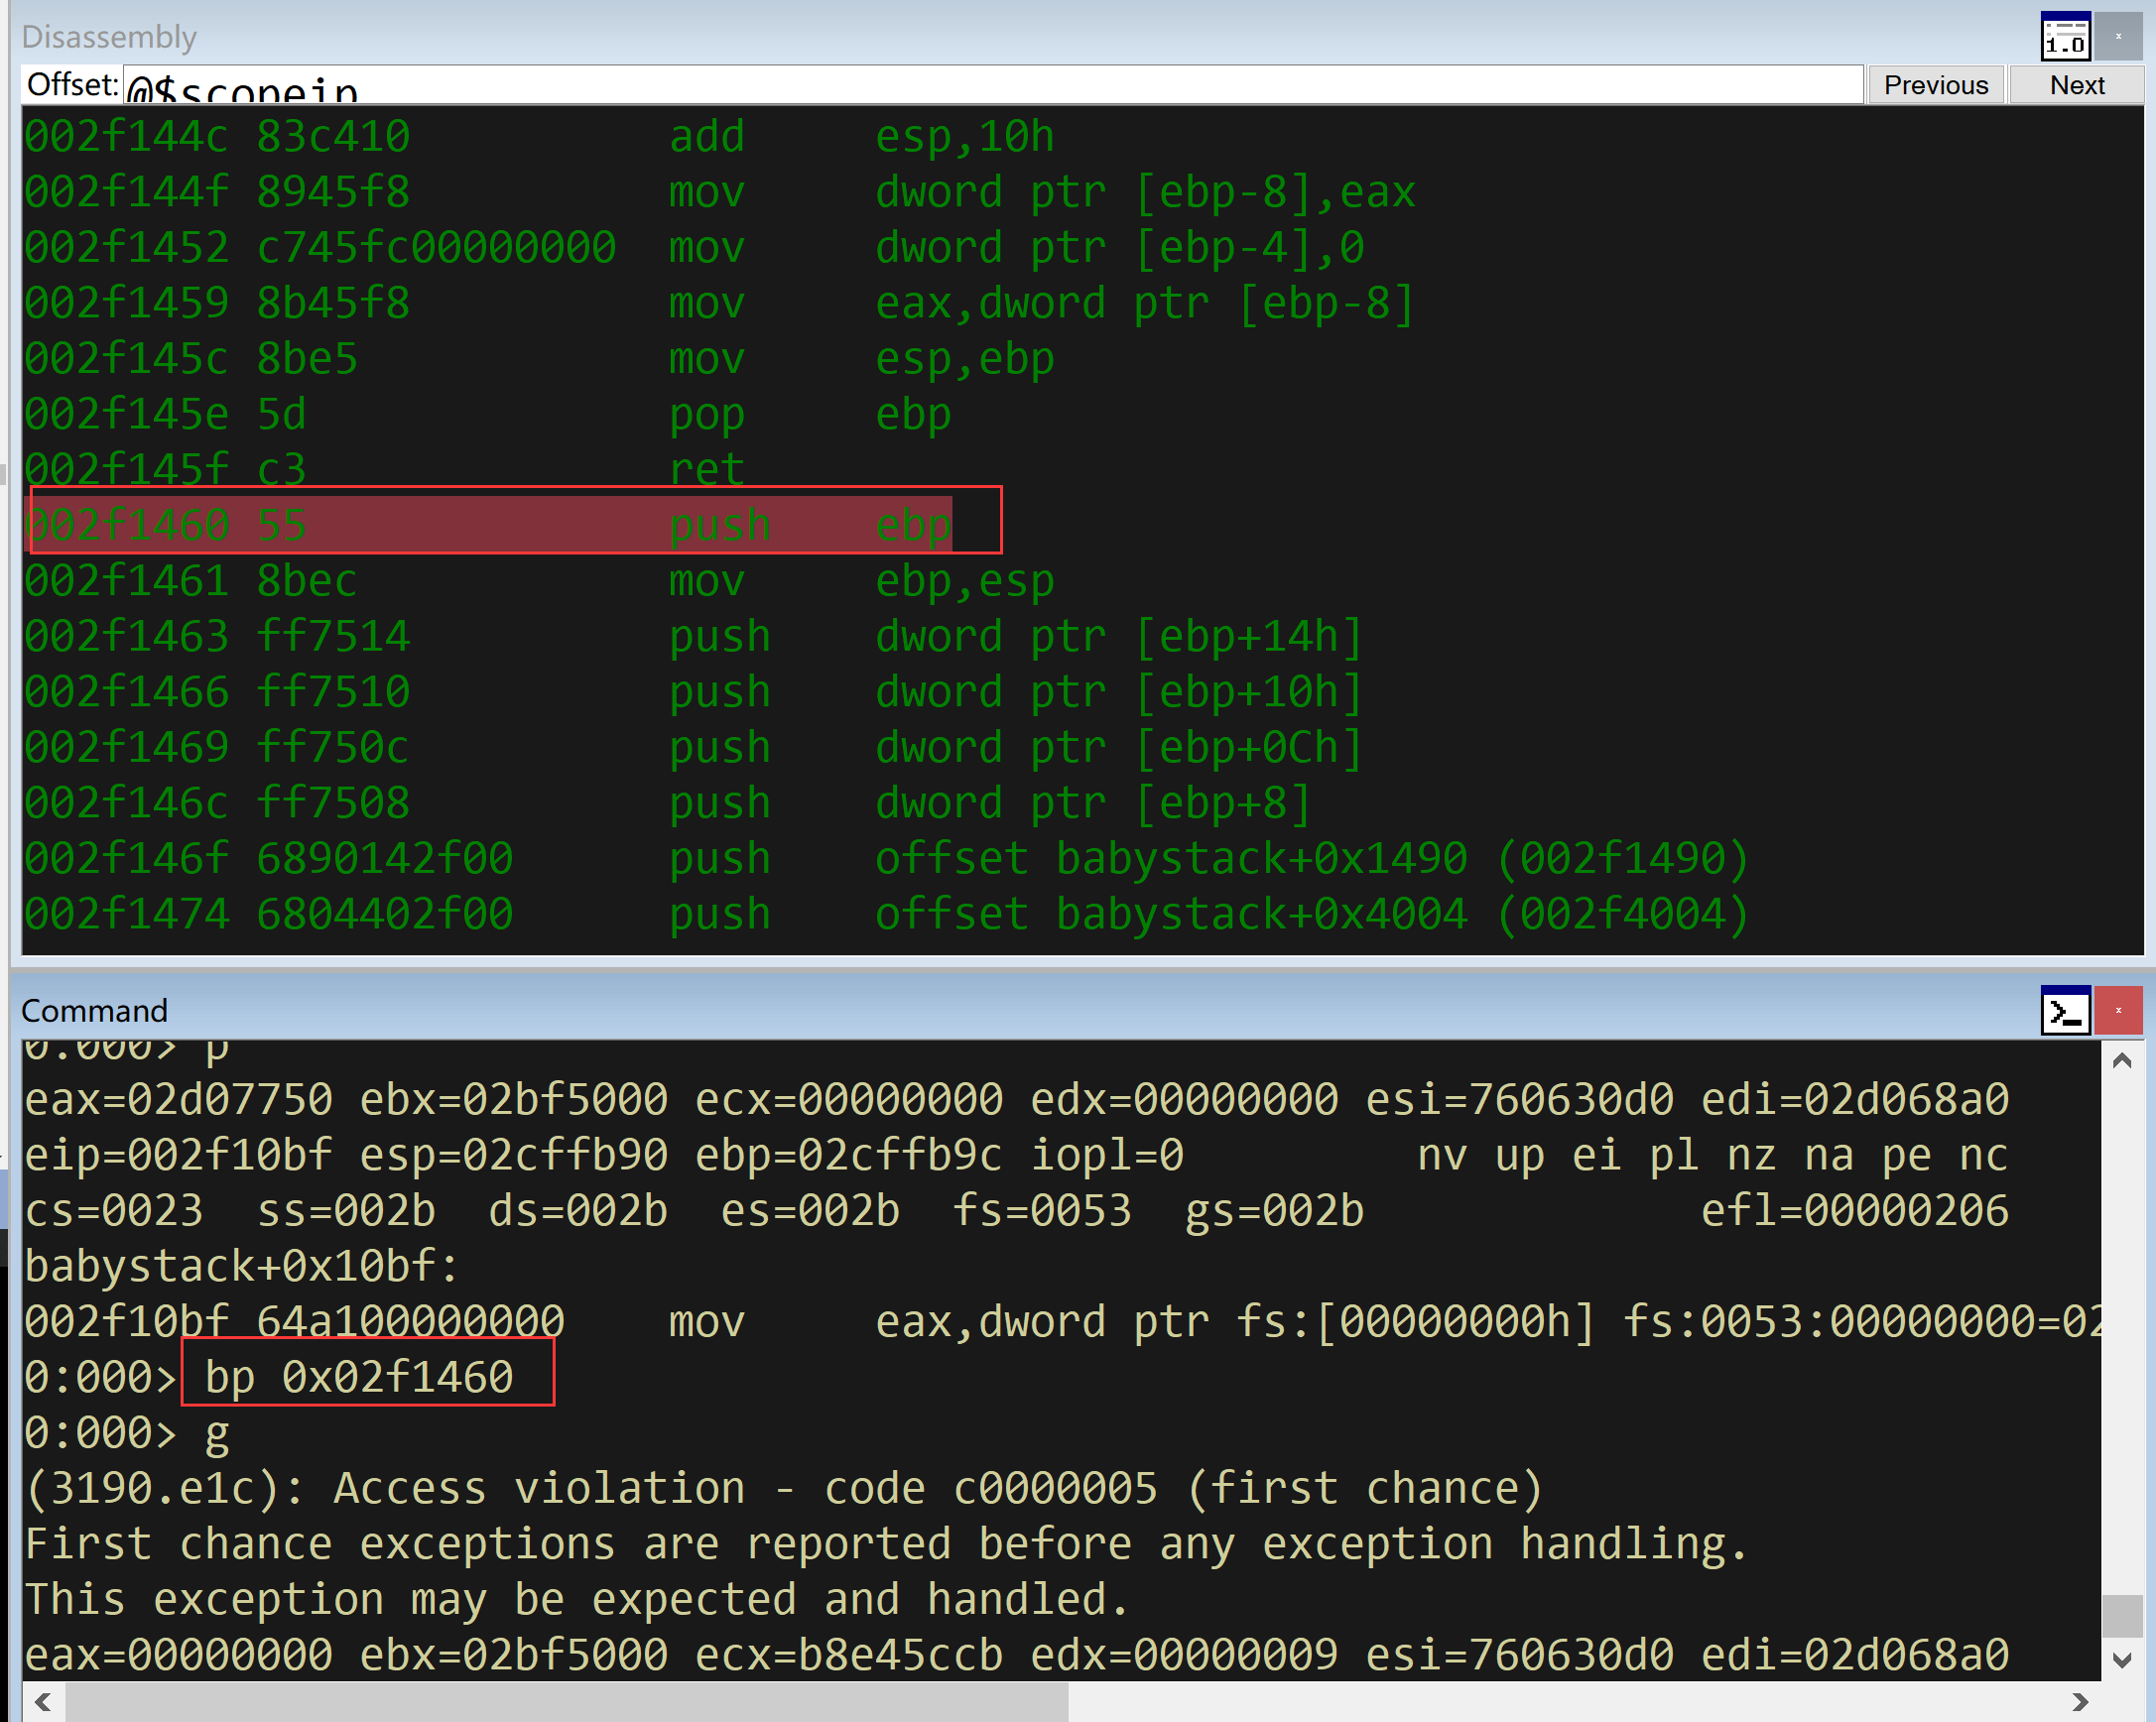 Disassembly
1.0
Offset: @$scopeip Previous Next
002f144c 83c410 add esp,10h
002f144f 8945f8 mov dword ptr [ebp-8],eax
002f1452 c745fc00000000 mov dword ptr [ebp-4],0
002f1459 8b45f8 mov eax,dword ptr [ebp-8]
002f145c 8be5 mov esp,ebp
002f145e 5d pop ebp
002f145f c3 ret
002f1460 55 push ebp
002f1461 8bec mov ebp,esp
002f1463 ff7514 push dword ptr [ebp+14h]
002f1466 ff7510 push dword ptr [ebp+10h]
002f1469 ff750c push dword ptr [ebp+0Ch]
002f146c ff7508 push dword ptr [ebp+8]
002f146f 6890142f00 push offset babystack+0x1490 (002f1490)
002f1474 6804402f00 push offset babystack+0x4004 (002f4004)
Command
0:000> p
eax=02d07750 ebx=02bf5000 ecx=00000000 edx=00000000 esi=760630d0 edi=02d068a0
eip=002f10bf esp=02cffb90 ebp=02cffb9c iopl=0 nv up ei pl nz na pe nc
cs=0023 ss=002b ds=002b es=002b fs=0053 gs=002b efl=00000206
babystack+0x10bf:
002f10bf 64a100000000 mov eax,dword ptr fs:[00000000h] fs:0053:00000000=02
0:000> bp 0x02f1460
0:000> g
(3190.e1c): Access violation - code c0000005 (first chance)
First chance exceptions are reported before any exception handling.
This exception may be expected and handled.
eax=00000000 ebx=02bf5000 ecx=b8e45ccb edx=00000009 esi=760630d0 edi=02d068a0